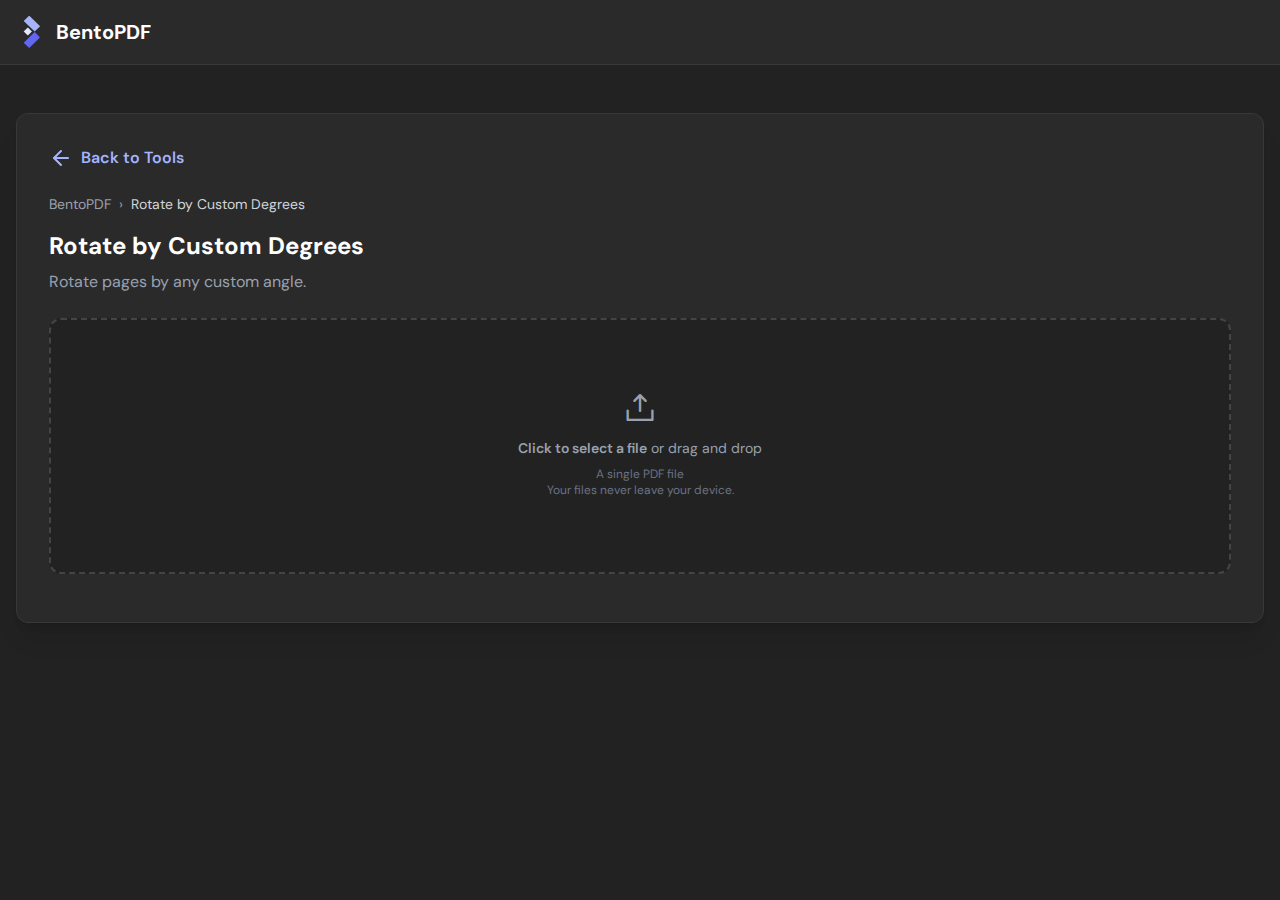 BentoPDF
Back to Tools
BentoPDF › Rotate by Custom Degrees
Rotate by Custom Degrees
Rotate pages by any custom angle.
Click to select a file or drag and drop
A single PDF file
Your files never leave your device.